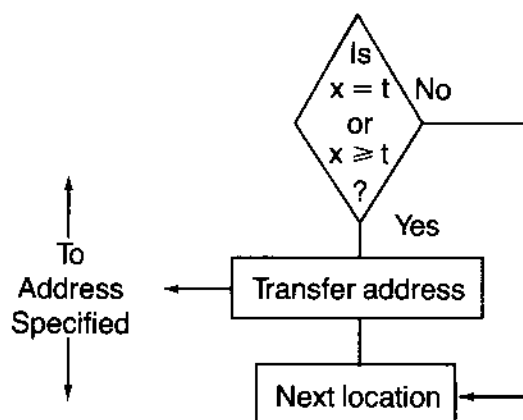 Is
x = t
or
x ⩾ t
?
No
Yes
To
Address
Specified
Transfer address
Next location